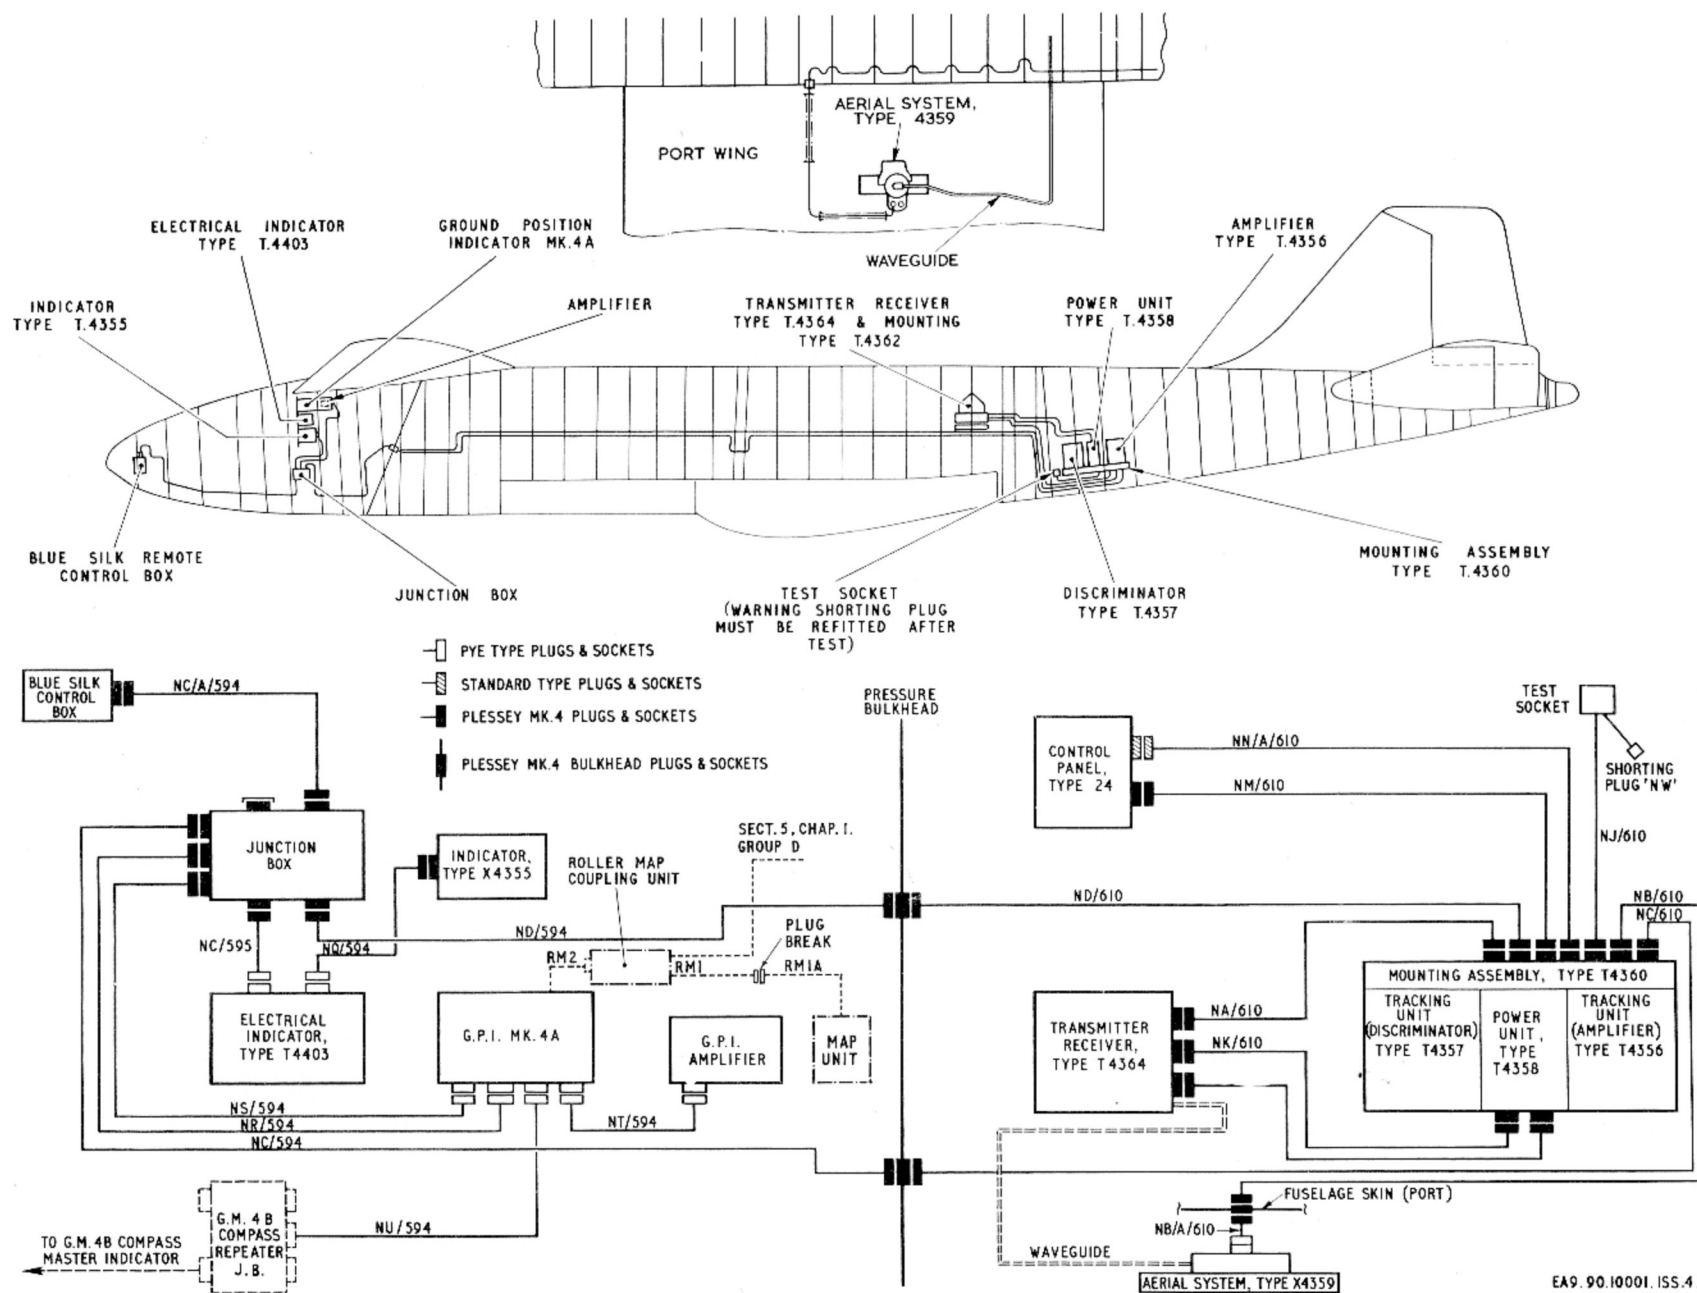 AERIAL SYSTEM,
TYPE 4359
PORT WING
WAVEGUIDE
ELECTRICAL INDICATOR
TYPE T.4403
GROUND POSITION
INDICATOR MK.4A
AMPLIFIER
TYPE T.4356
INDICATOR
TYPE T.4355
AMPLIFIER
TRANSMITTER RECEIVER
TYPE T.4364 & MOUNTING
TYPE T.4362
POWER UNIT
TYPE T.4358
BLUE SILK REMOTE
CONTROL BOX
JUNCTION BOX
TEST SOCKET
(WARNING SHORTING PLUG
MUST BE REFITTED AFTER
TEST)
DISCRIMINATOR
TYPE T.4357
MOUNTING ASSEMBLY
TYPE T.4360
PYE TYPE PLUGS & SOCKETS
STANDARD TYPE PLUGS & SOCKETS
PLESSEY MK.4 PLUGS & SOCKETS
PLESSEY MK.4 BULKHEAD PLUGS & SOCKETS
BLUE SILK
CONTROL
BOX
NC/A/594
JUNCTION
BOX
INDICATOR,
TYPE X4355
ROLLER MAP
COUPLING UNIT
SECT. 5, CHAP. I.
GROUP D
PRESSURE
BULKHEAD
NC/595
NQ/594
ND/594
RM2
RM1
PLUG
BREAK
RM1A
ELECTRICAL
INDICATOR,
TYPE T4403
G.P.I. MK.4A
G.P.I.
AMPLIFIER
MAP
UNIT
NS/594
NR/594
NC/594
NT/594
NU/594
G.M. 4B
COMPASS
REPEATER
J.B.
TO G.M. 4B COMPASS
MASTER INDICATOR
CONTROL
PANEL,
TYPE 24
NN/A/610
NM/610
TEST
SOCKET
SHORTING
PLUG 'NW'
NJ/610
ND/610
NB/610
NC/610
MOUNTING ASSEMBLY, TYPE T4360
TRACKING
UNIT
(DISCRIMINATOR)
TYPE T4357
POWER
UNIT,
TYPE
T4358
TRACKING
UNIT
(AMPLIFIER)
TYPE T4356
TRANSMITTER
RECEIVER,
TYPE T4364
NA/610
NK/610
FUSELAGE SKIN (PORT)
NB/A/610
WAVEGUIDE
AERIAL SYSTEM, TYPE X4359
EA9. 90.10001. ISS.4